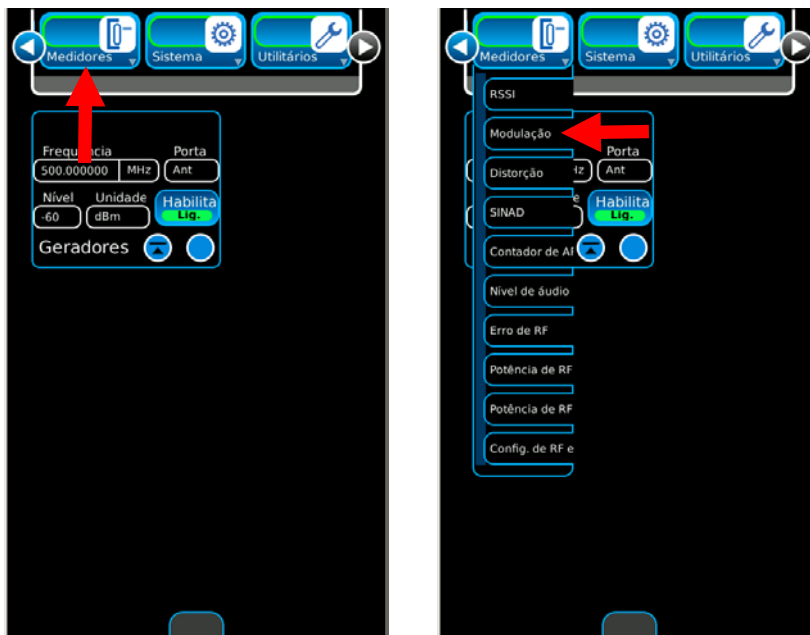 Medidores
Sistema
Utilitários
Frequência
Porta
500.000000
MHz
Ant
Nível
Unidade
Habilita
-60
dBm
Lig.
Geradores
Medidores
Sistema
Utilitários
RSSI
Modulação
Distorção
SINAD
Contador de AF
Nível de áudio
Erro de RF
Potência de RF
Potência de RF
Config. de RF e
Porta
Hz
Ant
e
Habilita
Lig.